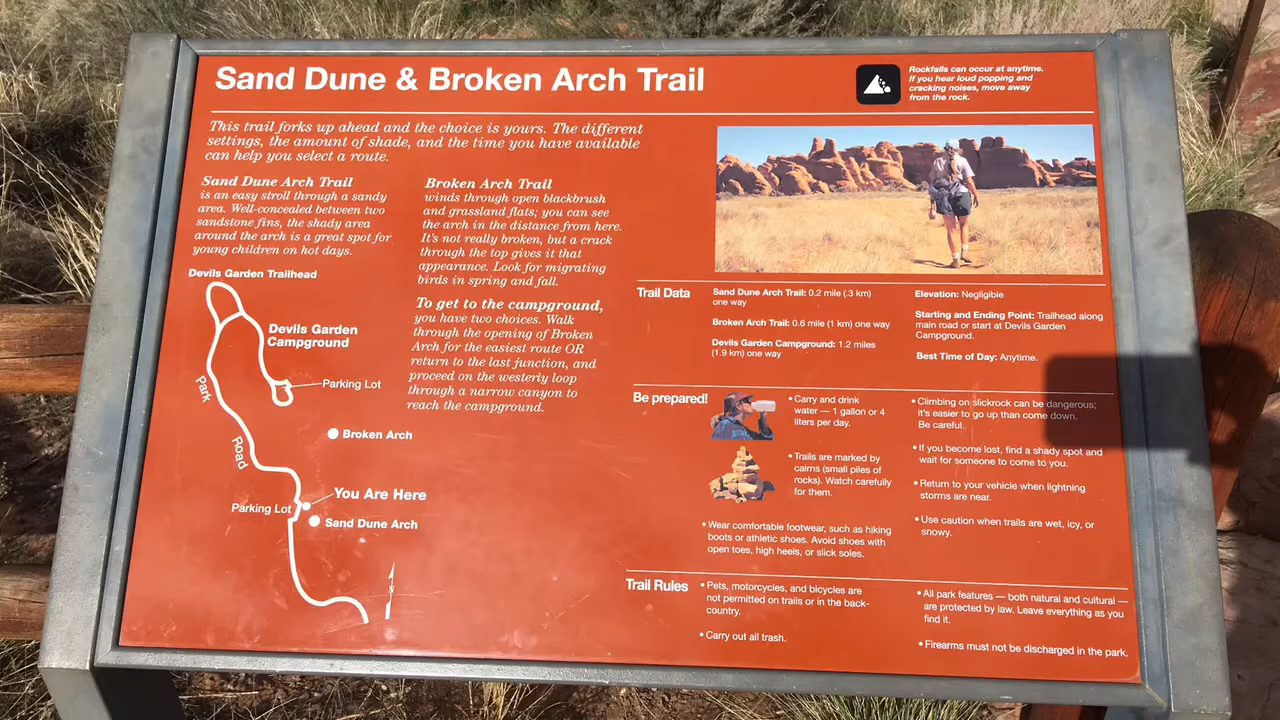 Sand Dune & Broken Arch Trail
Rockfalls can occur at anytime.
If you hear loud popping and
cracking noises, move away
from the rock.
This trail forks up ahead and the choice is yours. The different
settings, the amount of shade, and the time you have available
can help you select a route.
Sand Dune Arch Trail
is an easy stroll through a sandy
area. Well-concealed between two
sandstone fins, the shady area
around the arch is a great spot for
young children on hot days.
Broken Arch Trail
winds through open blackbrush
and grassland flats; you can see
the arch in the distance from here.
It's not really broken, but a crack
through the top gives it that
appearance. Look for migrating
birds in spring and fall.
To get to the campground,
you have two choices. Walk
through the opening of Broken
Arch for the easiest route OR
return to the last junction, and
proceed on the westerly loop
through a narrow canyon to
reach the campground.
Devils Garden Trailhead
Devils Garden
Campground
Parking Lot
Park
Road
Broken Arch
You Are Here
Parking Lot
Sand Dune Arch
Trail Data
Sand Dune Arch Trail: 0.2 mile (.3 km)
one way
Broken Arch Trail: 0.6 mile (1 km) one way
Devils Garden Campground: 1.2 miles
(1.9 km) one way
Elevation: Negligible
Starting and Ending Point: Trailhead along
main road or start at Devils Garden
Campground.
Best Time of Day: Anytime.
Be prepared!
• Carry and drink
water — 1 gallon or 4
liters per day.
• Trails are marked by
cairns (small piles of
rocks). Watch carefully
for them.
• Wear comfortable footwear, such as hiking
boots or athletic shoes. Avoid shoes with
open toes, high heels, or slick soles.
• Climbing on slickrock can be dangerous;
it's easier to go up than come down.
Be careful.
• If you become lost, find a shady spot and
wait for someone to come to you.
• Return to your vehicle when lightning
storms are near.
• Use caution when trails are wet, icy, or
snowy.
Trail Rules
• Pets, motorcycles, and bicycles are
not permitted on trails or in the back-
country.
• Carry out all trash.
• All park features — both natural and cultural —
are protected by law. Leave everything as you
find it.
• Firearms must not be discharged in the park.